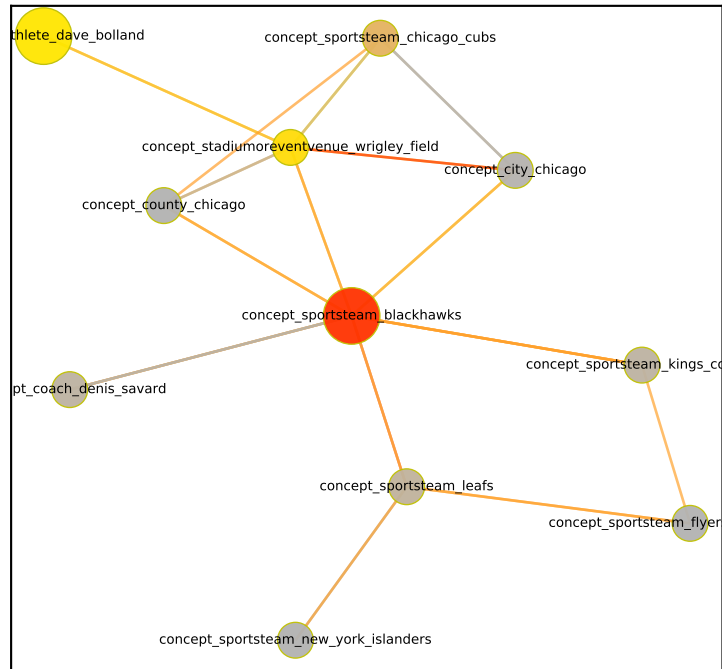 thlete_dave_bolland
concept_sportsteam_chicago_cubs
concept_stadiumoreventvenue_wrigley_field
concept_city_chicago
concept_county_chicago
concept_sportsteam_blackhawks
concept_sportsteam_kings_co
pt_coach_denis_savard
concept_sportsteam_leafs
concept_sportsteam_flyer
concept_sportsteam_new_york_islanders